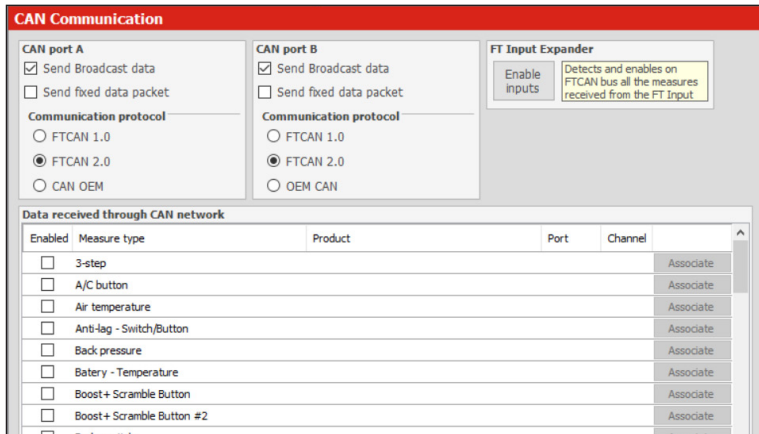 CAN Communication
CAN port A
Send Broadcast data
Send fixed data packet
Communication protocol
FTCAN 1.0
FTCAN 2.0
CAN OEM
CAN port B
Send Broadcast data
Send fixed data packet
Communication protocol
FTCAN 1.0
FTCAN 2.0
OEM CAN
FT Input Expander
Enable
inputs
Detects and enables on
FTCAN bus all the measures
received from the FT Input
Data received through CAN network
Enabled Measure type Product Port Channel
3-step Associate
A/C button Associate
Air temperature Associate
Anti-lag - Switch/Button Associate
Back pressure Associate
Batery - Temperature Associate
Boost+ Scramble Button Associate
Boost+ Scramble Button #2 Associate